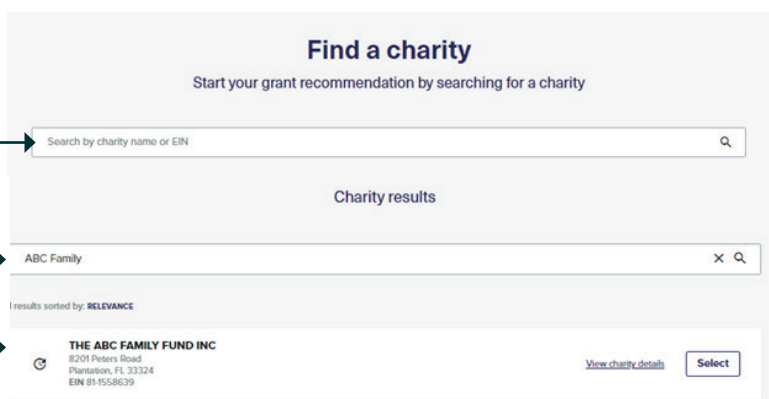 Find a charity
Start your grant recommendation by searching for a charity
Search by charity name or EIN
Charity results
ABC Family
results sorted by: RELEVANCE
THE ABC FAMILY FUND INC
8201 Peters Road
Plantation, FL 33324
EIN 81-1558639
View charity details
Select